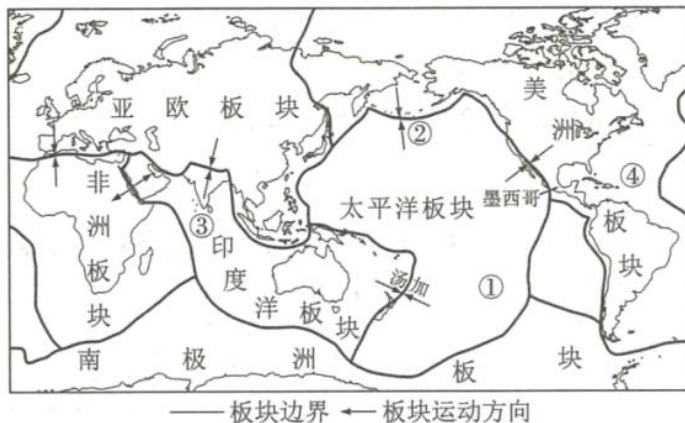 亚欧板块
美洲板块
②
④
非洲板块
墨西哥
太平洋板块
③
印度洋板块
汤加
①
南极洲板块
板块边界 板块运动方向